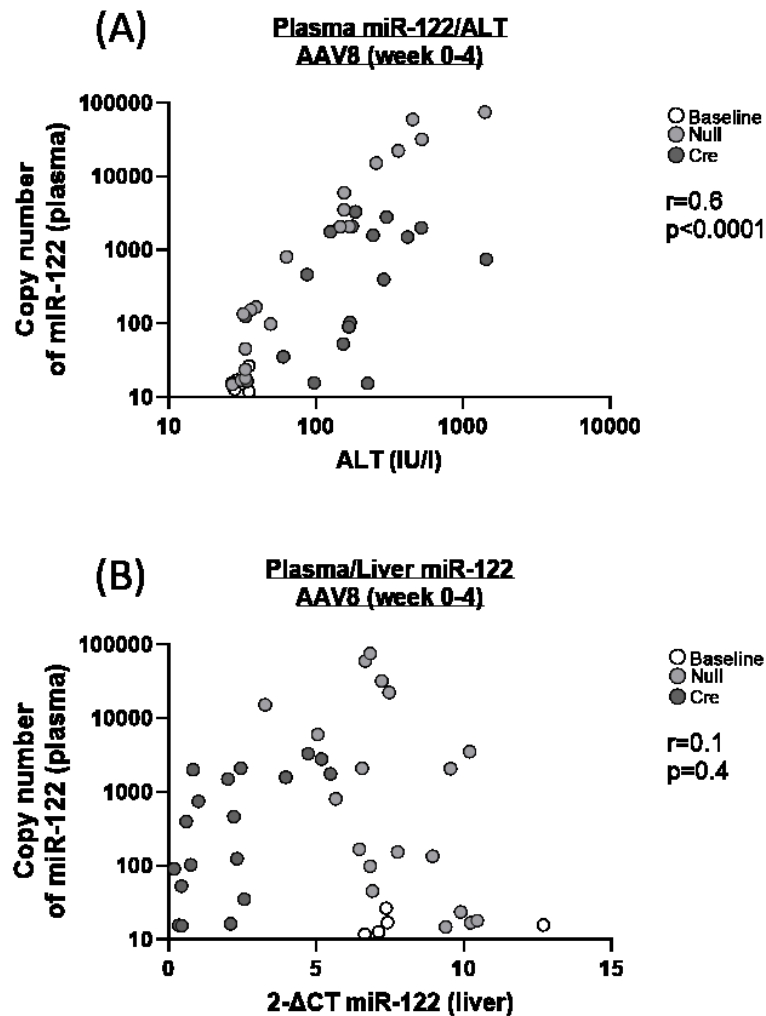 (A)
Plasma miR-122/ALT
AAV8 (week 0-4)
Copy number
of miR-122 (plasma)
100000
10000
1000
100
10
10
100
1000
10000
ALT (IU/l)
Baseline
Null
Cre
r=0.6
p<0.0001
(B)
Plasma/Liver miR-122
AAV8 (week 0-4)
Copy number
of miR-122 (plasma)
100000
10000
1000
100
10
0
5
10
15
2-ΔCT miR-122 (liver)
Baseline
Null
Cre
r=0.1
p=0.4